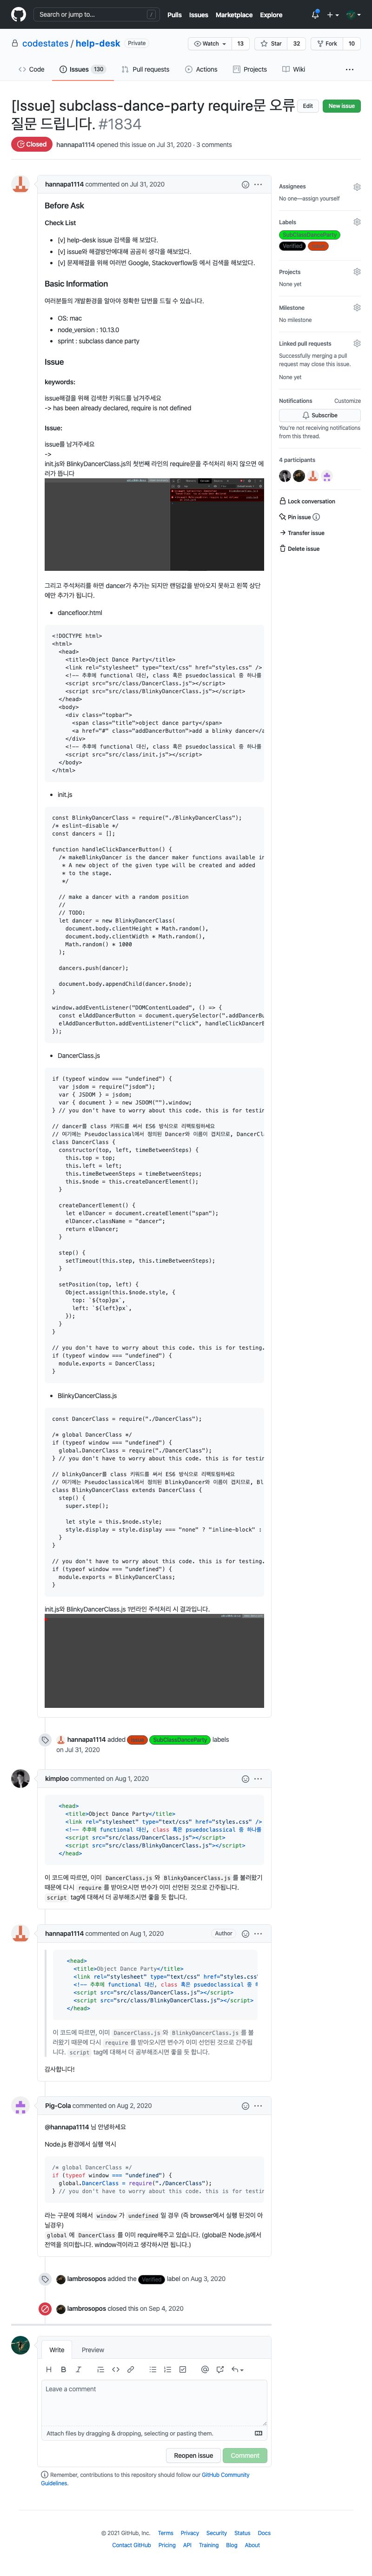 Search or jump to...
/
Pulls Issues Marketplace Explore
codestates / help-desk Private
Watch 13 Star 32 Fork 10
Code Issues 130 Pull requests Actions Projects Wiki
[Issue] subclass-dance-party require문 오류
질문 드립니다. #1834
Edit New issue
Closed hannapa1114 opened this issue on Jul 31, 2020 · 3 comments
hannapa1114 commented on Jul 31, 2020
Before Ask
Check List
[v] help-desk issue 검색을 해 보았다.
[v] issue와 해결방안에대해 곰곰히 생각을 해보았다.
[v] 문제해결을 위해 여러번 Google, Stackoverflow등 에서 검색을 해보았다.
Basic Information
여러분들의 개발환경을 알아야 정확한 답변을 드릴 수 있습니다.
OS: mac
node_version : 10.13.0
sprint : subclass dance party
Issue
keywords:
issue해결을 위해 검색한 키워드를 남겨주세요
-> has been already declared, require is not defined
Issue:
issue를 남겨주세요
->
init.js와 BlinkyDancerClass.js의 첫번째 라인의 require문을 주석처리 하지 않으면 에
러가 뜹니다
그리고 주석처리를 하면 dancer가 추가는 되지만 랜덤값을 받아오지 못하고 왼쪽 상단
에만 추가가 됩니다.
dancefloor.html
<!DOCTYPE html>
<html>
<head>
<title>Object Dance Party</title>
<link rel="stylesheet" type="text/css" href="styles.css" />
<!-- 추후에 functional 대신, class 혹은 psuedoclassical 중 하나를
<script src="src/class/DancerClass.js"></script>
<script src="src/class/BlinkyDancerClass.js"></script>
</head>
<body>
<div class="topbar">
<span class="title">object dance party</span>
<a href="#" class="addDancerButton">add a blinky dancer</a
</div>
<!-- 추후에 functional 대신, class 혹은 psuedoclassical 중 하나를
<script src="src/class/init.js"></script>
</body>
</html>
init.js
const BlinkyDancerClass = require("./BlinkyDancerClass");
/* eslint-disable */
const dancers = [];
function handleClickDancerButton() {
/* makeBlinkyDancer is the dancer maker functions available in
* A new object of the given type will be created and added
* to the stage.
*/
// make a dancer with a random position
//
// TODO:
let dancer = new BlinkyDancerClass(
document.body.clientHeight * Math.random(),
document.body.clientWidth * Math.random(),
Math.random() * 1000
);
dancers.push(dancer);
document.body.appendChild(dancer.$node);
}
window.addEventListener("DOMContentLoaded", () => {
const elAddDancerButton = document.querySelector(".addDancerBu
elAddDancerButton.addEventListener("click", handleClickDancerB
});
DancerClass.js
if (typeof window === "undefined") {
var jsdom = require("jsdom");
var { JSDOM } = jsdom;
var { document } = new JSDOM("").window;
} // you don't have to worry about this code. this is for testin
// dancer를 class 키워드를 써서 ES6 방식으로 리팩토링하세요
// 여기에는 Pseudoclassical에서 정의된 Dancer와 이름이 겹치므로, DancerCl
class DancerClass {
constructor(top, left, timeBetweenSteps) {
this.top = top;
this.left = left;
this.timeBetweenSteps = timeBetweenSteps;
this.$node = this.createDancerElement();
}
createDancerElement() {
let elDancer = document.createElement("span");
elDancer.className = "dancer";
return elDancer;
}
step() {
setTimeout(this.step, this.timeBetweenSteps);
}
setPosition(top, left) {
Object.assign(this.$node.style, {
top: `${top}px`,
left: `${left}px`,
});
}
}
// you don't have to worry about this code. this is for testing.
if (typeof window === "undefined") {
module.exports = DancerClass;
}
BlinkyDancerClass.js
const DancerClass = require("./DancerClass");
/* global DancerClass */
if (typeof window === "undefined") {
global.DancerClass = require("./DancerClass");
} // you don't have to worry about this code. this is for testin
// blinkyDancer를 class 키워드를 써서 ES6 방식으로 리팩토링하세요
// 여기에는 Pseudoclassical에서 정의된 BlinkyDancer와 이름이 겹치므로, Bl
class BlinkyDancerClass extends DancerClass {
step() {
super.step();
let style = this.$node.style;
style.display = style.display === "none" ? "inline-block" :
}
}
// you don't have to worry about this code. this is for testing.
if (typeof window === "undefined") {
module.exports = BlinkyDancerClass;
}
init.js와 BlinkyDancerClass.js 1번라인 주석처리 시 결과입니다.
hannapa1114 added SubClassDanceParty labels
on Jul 31, 2020
kimploo commented on Aug 1, 2020
<head>
<title>Object Dance Party</title>
<link rel="stylesheet" type="text/css" href="styles.css" />
<!-- 추후에 functional 대신, class 혹은 psuedoclassical 중 하나를
<script src="src/class/DancerClass.js"></script>
<script src="src/class/BlinkyDancerClass.js"></script>
</head>
이 코드에 따르면, 이미 DancerClass.js 와 BlinkyDancerClass.js 를 불러왔기
때문에 다시 require 를 받아오시면 변수가 이미 선언된 것으로 간주됩니다.
script tag에 대해서 더 공부해조시면 좋을 듯 합니다.
hannapa1114 commented on Aug 1, 2020 Author
<head>
<title>Object Dance Party</title>
<link rel="stylesheet" type="text/css" href="styles.css"
<!-- 추후에 functional 대신, class 혹은 psuedoclassical 중 하
<script src="src/class/DancerClass.js"></script>
<script src="src/class/BlinkyDancerClass.js"></script>
</head>
이 코드에 따르면, 이미 DancerClass.js 와 BlinkyDancerClass.js 를 불
러왔기 때문에 다시 require 를 받아오시면 변수가 이미 선언된 것으로 간주됩
니다. script tag에 대해서 더 공부해조시면 좋을 듯 합니다.
감사합니다!
Pig-Cola commented on Aug 2, 2020
@hannapa1114 님 안녕하세요
Node.js 환경에서 실행 역시
/* global DancerClass */
if (typeof window === "undefined") {
global.DancerClass = require("./DancerClass");
} // you don't have to worry about this code. this is for testin
라는 구문에 의해서 window 가 undefined 일 경우 (즉 browser에서 실행 된것이 아
닐경우)
global 에 DancerClass 를 이미 require해주고 있습니다. (global은 Node.js에서
전역을 의미합니다. window객이라고 생각하시면 됩니다.)
iambrosopos added the Verified label on Aug 3, 2020
iambrosopos closed this on Sep 4, 2020
Write Preview
Leave a comment
Attach files by dragging & dropping, selecting or pasting them.
Reopen issue Comment
Remember, contributions to this repository should follow our GitHub Community
Guidelines.
Assignees
No one—assign yourself
Labels
SubClassDanceParty
Verified
Projects
None yet
Milestone
No milestone
Linked pull requests
Successfully merging a pull
request may close this issue.
None yet
Notifications Customize
Subscribe
You're not receiving notifications
from this thread.
4 participants
Lock conversation
Pin issue
Transfer issue
Delete issue
© 2021 GitHub, Inc. Terms Privacy Security Status Docs
Contact GitHub Pricing API Training Blog About